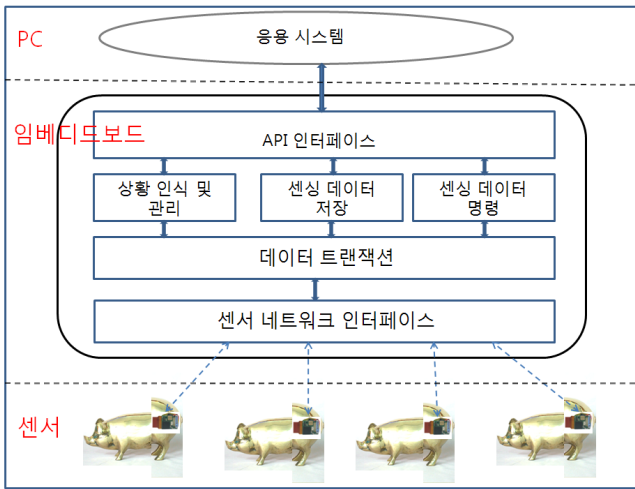 PC
응용 시스템
임베디드보드
API 인터페이스
상황 인식 및
관리
센싱 데이터
저장
센싱 데이터
명령
데이터 트랜잭션
센서 네트워크 인터페이스
센서